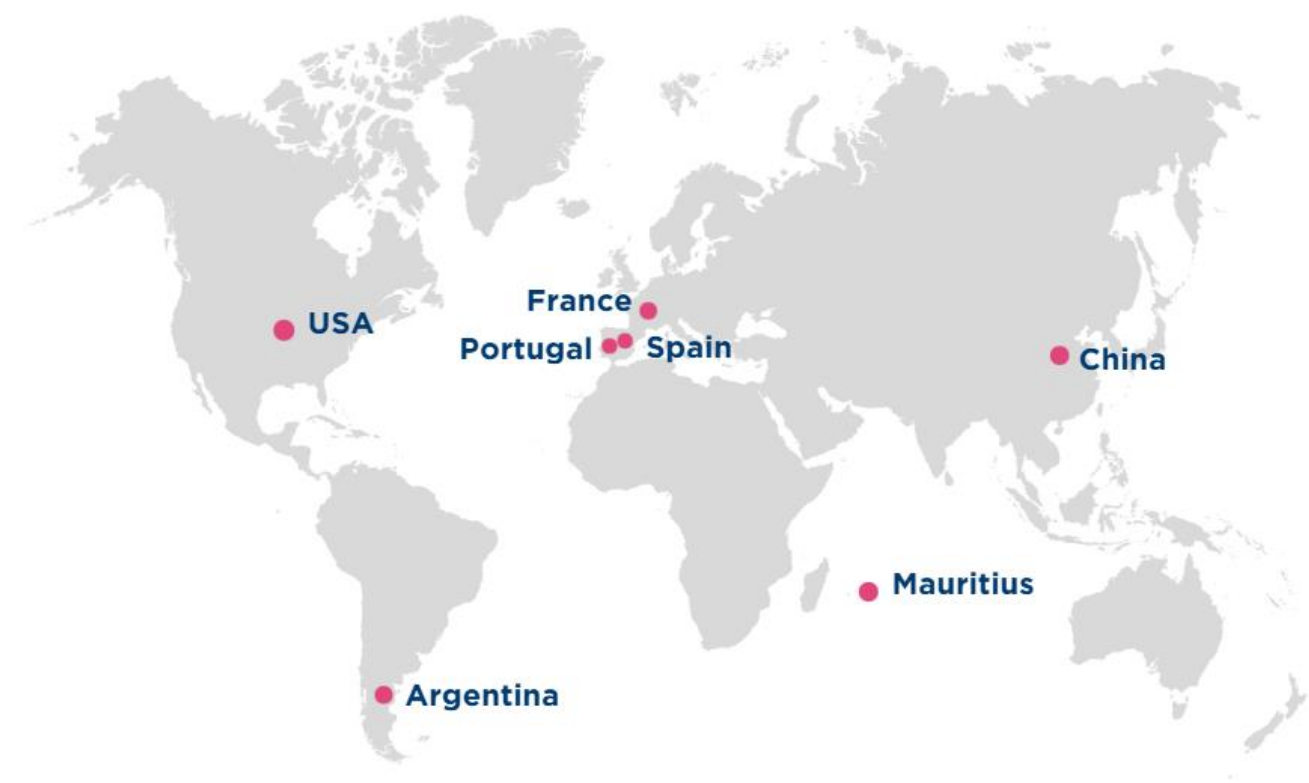 France
USA
Portugal
Spain
China
Mauritius
Argentina